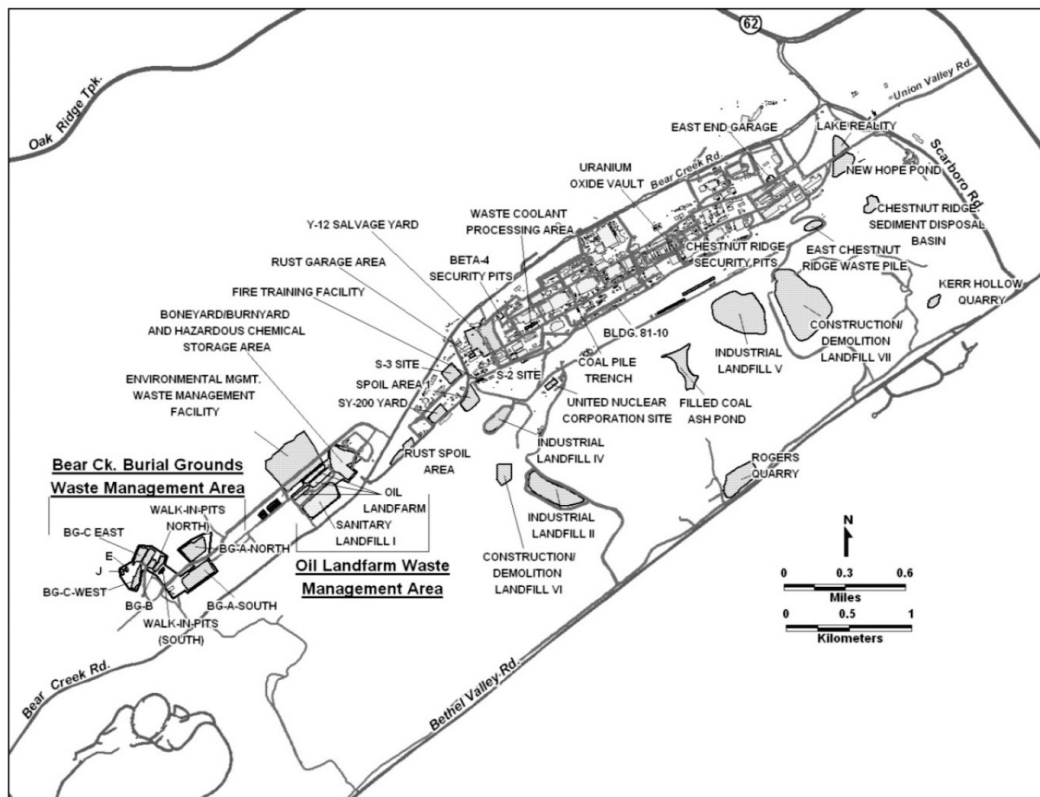 62
Oak Ridge Tpk.
Union Valley Rd.
EAST END GARAGE
LAKE REALITY
Bear Creek Rd.
Scarboro Rd.
URANIUM
OXIDE VAULT
NEW HOPE POND
WASTE COOLANT
PROCESSING AREA
CHESTNUT RIDGE
SEDIMENT DISPOSAL
BASIN
Y-12 SALVAGE YARD
BETA-4
SECURITY PITS
CHESTNUT RIDGE
SECURITY PITS
EAST CHESTNUT
RIDGE WASTE PILE
RUST GARAGE AREA
FIRE TRAINING FACILITY
KERR HOLLOW
QUARRY
BONEYARD/BURNYARD
AND HAZARDOUS CHEMICAL
STORAGE AREA
BLDG. 81-10
CONSTRUCTION/
DEMOLITION
LANDFILL VII
INDUSTRIAL
LANDFILL V
COAL PILE
TRENCH
S-3 SITE
S-2 SITE
ENVIRONMENTAL MGMT.
WASTE MANAGEMENT
FACILITY
SPOIL AREA 1
SY-200 YARD
UNITED NUCLEAR
CORPORATION SITE
FILLED COAL
ASH POND
INDUSTRIAL
LANDFILL IV
RUST SPOIL
AREA
ROGERS
QUARRY
Bear Ck. Burial Grounds
Waste Management Area
OIL
LANDFARM
SANITARY
LANDFILL I
WALK-IN-PITS
NORTH)
BG-C EAST
BG-A-NORTH
INDUSTRIAL
LANDFILL II
E
J
Oil Landfarm Waste
Management Area
CONSTRUCTION/
DEMOLITION
LANDFILL VI
BG-C-WEST
BG-B
BG-A-SOUTH
WALK-IN-PITS
(SOUTH)
N
0 0.3 0.6
Miles
0 0.5 1
Kilometers
Bear Creek Rd.
Bethel Valley Rd.